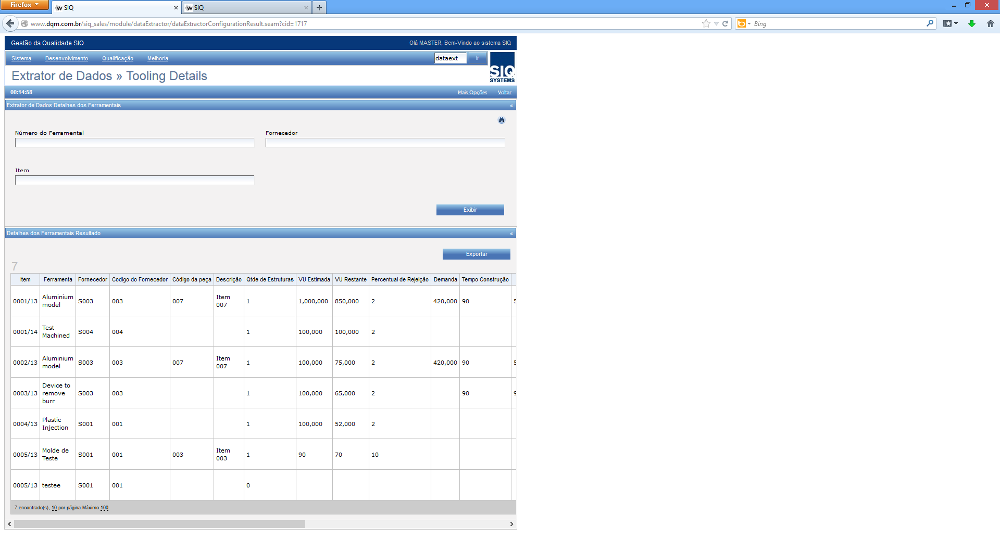 Firefox
SIQ
SIQ
www.dqm.com.br/siq_sales/module/dataExtractor/dataExtractorConfigurationResult.seam?cid=1717
Bing
Gestão da Qualidade SIQ
Olá MASTER, Bem-Vindo ao sistema SIQ
Sistema Desenvolvimento Qualificação Melhoria
dataext Ir
SIQ
SYSTEMS
Extrator de Dados » Tooling Details
00:14:58
Mais Opções Voltar
Extrator de Dados Detalhes dos Ferramentais «
Número do Ferramental Fornecedor
Item
Exibir
Detalhes dos Ferramentais Resultado «
Exportar
7
Item Ferramenta Fornecedor Codigo do Fornecedor Código da peça Descrição Qtde de Estruturas VU Estimada VU Restante Percentual de Rejeição Demanda Tempo Construção
0001/13 Aluminium model S003 003 007 Item 007 1 1,000,000 850,000 2 420,000 90 5
0001/14 Test Machined S004 004 1 100,000 100,000 2
0002/13 Aluminium model S003 003 007 Item 007 1 100,000 75,000 2 420,000 90 5
0003/13 Device to remove burr S003 003 1 100,000 65,000 2 90 9
0004/13 Plastic Injection S001 001 1 100,000 52,000 2
0005/13 Molde de Teste S001 001 003 Item 003 1 90 70 10
0005/13 testee S001 001 0
7 encontrado(s), 10 por página.Máximo 100.